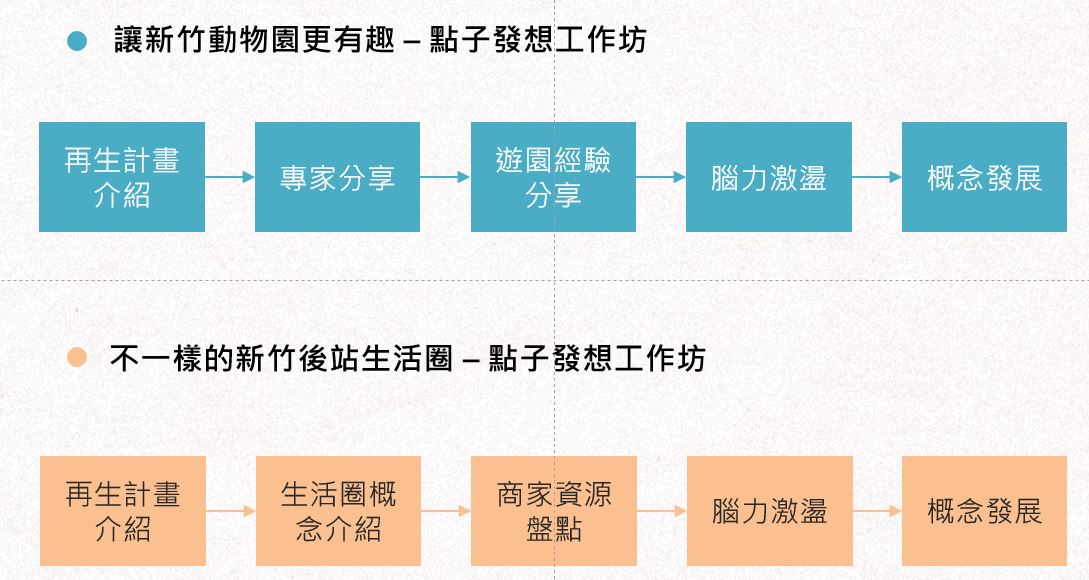 讓新竹動物園更有趣 – 點子發想工作坊
再生計畫
介紹
專家分享
遊園經驗
分享
腦力激盪
概念發展
不一樣的新竹後站生活圈 – 點子發想工作坊
再生計畫
介紹
生活圈概
念介紹
商家資源
盤點
腦力激盪
概念發展